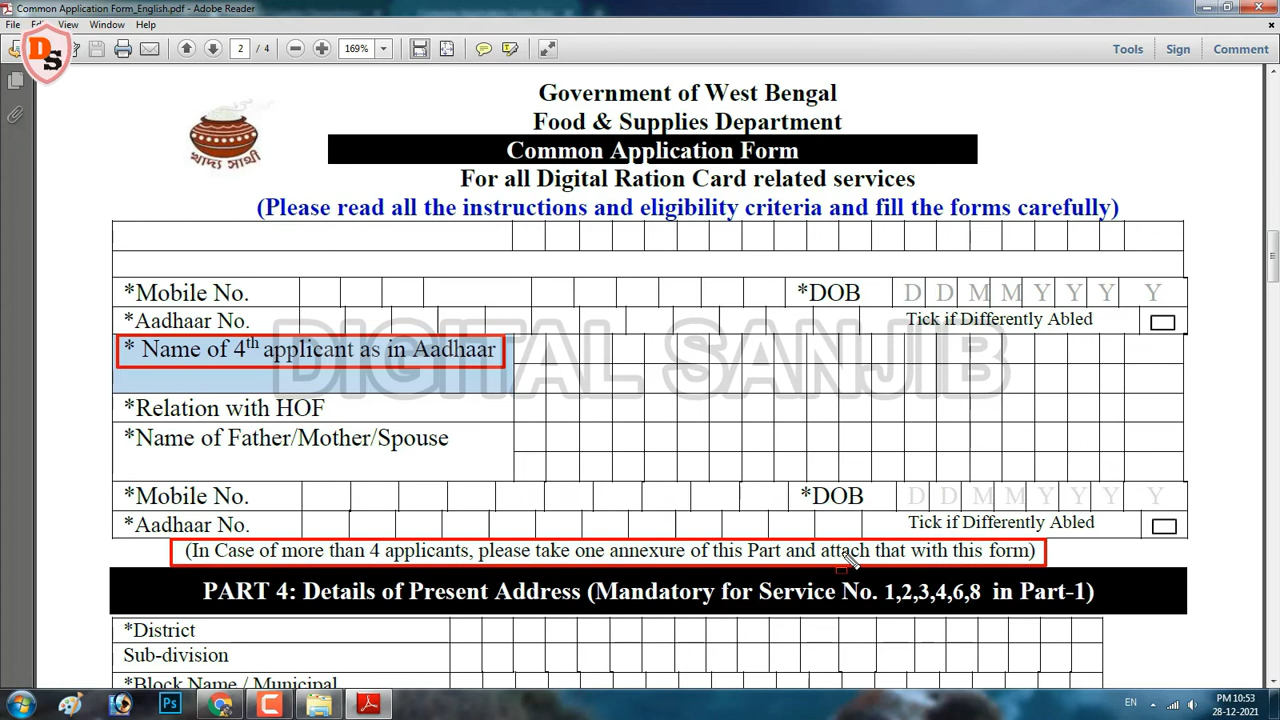 Common Application Form_English.pdf - Adobe Reader
File Edit View Window Help
2 / 4 169% Tools Sign Comment
DS
খাদ্য সাথী
Government of West Bengal
Food & Supplies Department
Common Application Form
For all Digital Ration Card related services
(Please read all the instructions and eligibility criteria and fill the forms carefully)
*Mobile No. *DOB D D M M Y Y Y Y
*Aadhaar No. Tick if Differently Abled
* Name of 4th applicant as in Aadhaar
DIGITAL SANJIB
*Relation with HOF
*Name of Father/Mother/Spouse
*Mobile No. *DOB D D M M Y Y Y Y
*Aadhaar No. Tick if Differently Abled
(In Case of more than 4 applicants, please take one annexure of this Part and attach that with this form)
PART 4: Details of Present Address (Mandatory for Service No. 1,2,3,4,6,8 in Part-1)
*District
Sub-division
*Block Name / Municipal
Ps
EN
PM 10:53
28-12-2021